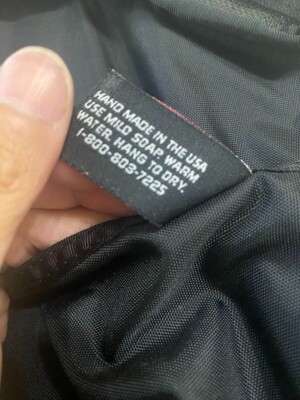 HAND MADE IN THE USA
USE MILD SOAP. WARM
WATER. HANG TO DRY.
1-800-803-7225